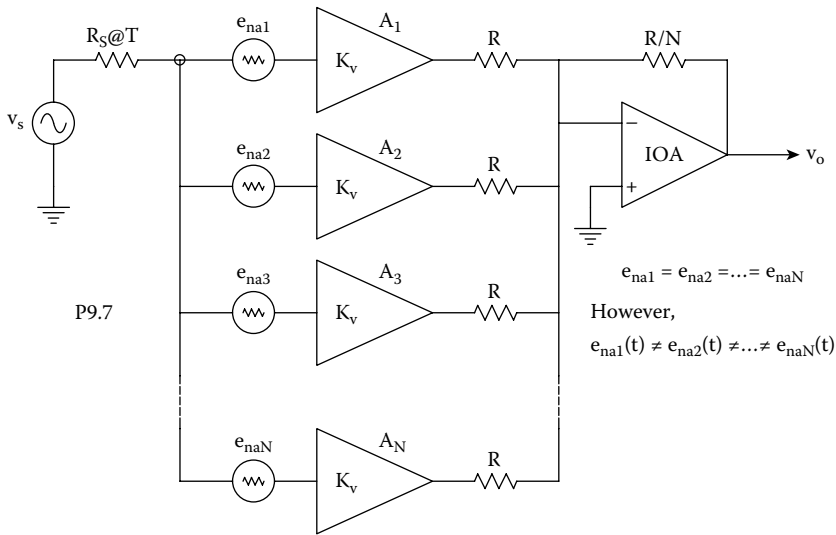 R_S@T
e_na1
A_1
K_v
R
R/N
v_s
e_na2
A_2
K_v
R
−
IOA
+
v_o
e_na3
A_3
K_v
R
P9.7
e_na1 = e_na2 =...= e_naN
However,
e_na1(t) ≠ e_na2(t) ≠...≠ e_naN(t)
e_naN
A_N
K_v
R